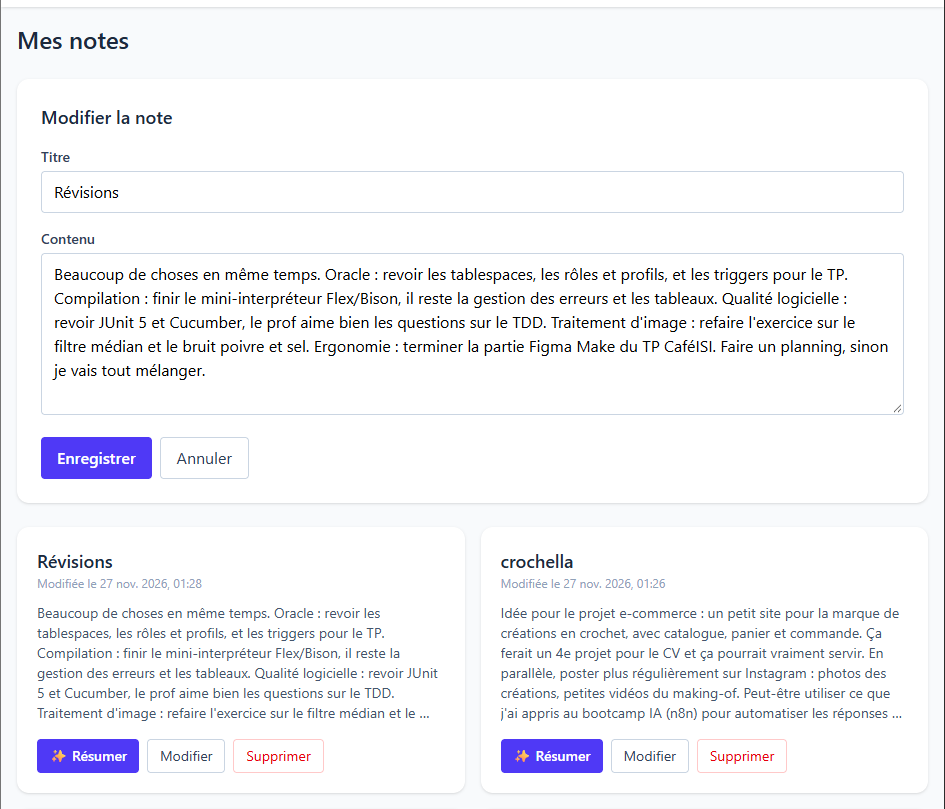 Mes notes
Modifier la note
Titre
Révisions
Contenu
Beaucoup de choses en même temps. Oracle : revoir les tablespaces, les rôles et profils, et les triggers pour le TP.
Compilation : finir le mini-interpréteur Flex/Bison, il reste la gestion des erreurs et les tableaux. Qualité logicielle :
revoir JUnit 5 et Cucumber, le prof aime bien les questions sur le TDD. Traitement d'image : refaire l'exercice sur le
filtre médian et le bruit poivre et sel. Ergonomie : terminer la partie Figma Make du TP CaféISI. Faire un planning, sinon
je vais tout mélanger.
Enregistrer
Annuler
Révisions
Modifiée le 27 nov. 2026, 01:28
Beaucoup de choses en même temps. Oracle : revoir les
tablespaces, les rôles et profils, et les triggers pour le TP.
Compilation : finir le mini-interpréteur Flex/Bison, il reste la
gestion des erreurs et les tableaux. Qualité logicielle : revoir JUnit
5 et Cucumber, le prof aime bien les questions sur le TDD.
Traitement d'image : refaire l'exercice sur le filtre médian et le ...
✨ Résumer
Modifier
Supprimer
crochella
Modifiée le 27 nov. 2026, 01:26
Idée pour le projet e-commerce : un petit site pour la marque de
créations en crochet, avec catalogue, panier et commande. Ça
ferait un 4e projet pour le CV et ça pourrait vraiment servir. En
parallèle, poster plus régulièrement sur Instagram : photos des
créations, petites vidéos du making-of. Peut-être utiliser ce que
j'ai appris au bootcamp IA (n8n) pour automatiser les réponses ...
✨ Résumer
Modifier
Supprimer